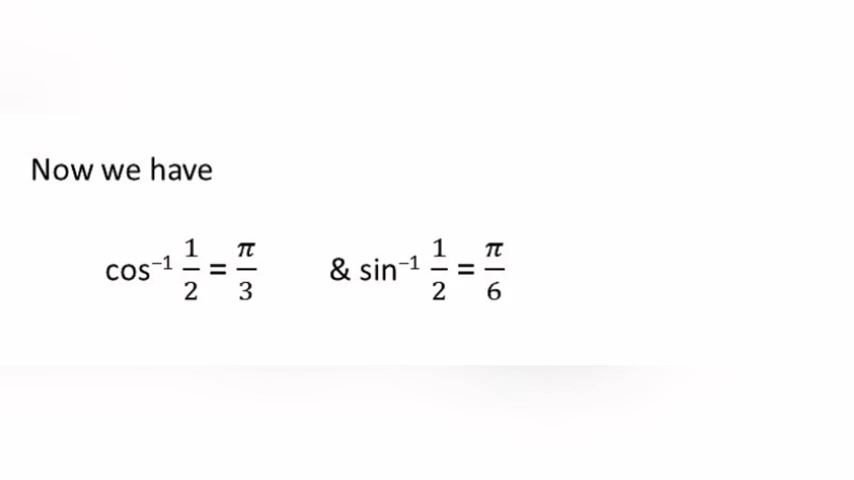 Now we have
cos⁻¹ 1/2 = π/3 & sin⁻¹ 1/2 = π/6